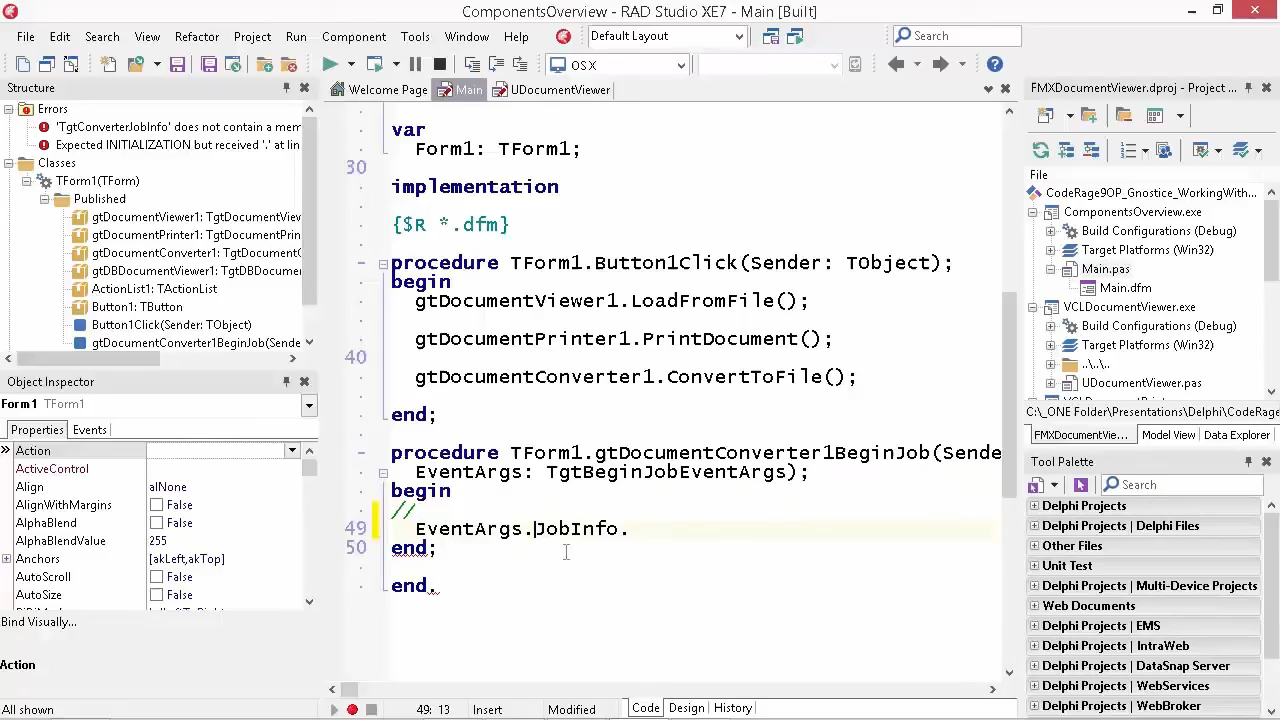 ComponentsOverview - RAD Studio XE7 - Main [Built]
File Edit Search View Refactor Project Run Component Tools Window Help Default Layout Search
OSX
Structure
Errors
'TgtConverterJobInfo' does not contain a mem
Expected INITIALIZATION but received '.' at lin
Classes
TForm1(TForm)
Published
gtDocumentViewer1: TgtDocumentView
gtDocumentPrinter1: TgtDocumentPrin
gtDocumentConverter1: TgtDocumentC
gtDBDocumentViewer1: TgtDBDocument
ActionList1: TActionList
Button1: TButton
Button1Click(Sender: TObject)
gtDocumentConverter1BeginJob(Sende
Object Inspector
Form1 TForm1
Properties Events
Action
ActiveControl
Align alNone
AlignWithMargins False
AlphaBlend False
AlphaBlendValue 255
Anchors [akLeft,akTop]
AutoScroll False
AutoSize False
BiDiMode bdLeftToRight
Bind Visually...
Action
All shown
Welcome Page Main UDocumentViewer
var
Form1: TForm1;
30
implementation
{$R *.dfm}
procedure TForm1.Button1Click(Sender: TObject);
begin
gtDocumentViewer1.LoadFromFile();
gtDocumentPrinter1.PrintDocument();
40
gtDocumentConverter1.ConvertToFile();
end;
procedure TForm1.gtDocumentConverter1BeginJob(Sende
EventArgs: TgtBeginJobEventArgs);
begin
//
49 EventArgs.JobInfo.
50 end;
end.
49: 13 Insert Modified Code Design History
FMXDocumentViewer.dproj - Project ...
File
CodeRage9OP_Gnostice_WorkingWith...
ComponentsOverview.exe
Build Configurations (Debug)
Target Platforms (Win32)
Main.pas
Main.dfm
VCLDocumentViewer.exe
Build Configurations (Debug)
Target Platforms (Win32)
..\..\..
UDocumentViewer.pas
C:\_ONE Folder\Presentations\Delphi\CodeRag
FMXDocumentVie... Model View Data Explorer
Tool Palette
Search
Delphi Projects
Delphi Projects | Delphi Files
Other Files
Unit Test
Delphi Projects | Multi-Device Projects
Web Documents
Delphi Projects | EMS
Delphi Projects | IntraWeb
Delphi Projects | DataSnap Server
Delphi Projects | WebServices
Delphi Projects | WebBroker